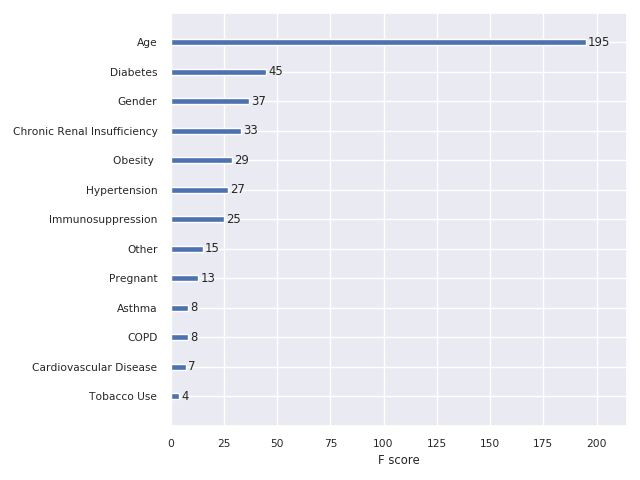 Age 195
Diabetes 45
Gender 37
Chronic Renal Insufficiency 33
Obesity 29
Hypertension 27
Immunosuppression 25
Other 15
Pregnant 13
Asthma 8
COPD 8
Cardiovascular Disease 7
Tobacco Use 4
0 25 50 75 100 125 150 175 200
F score